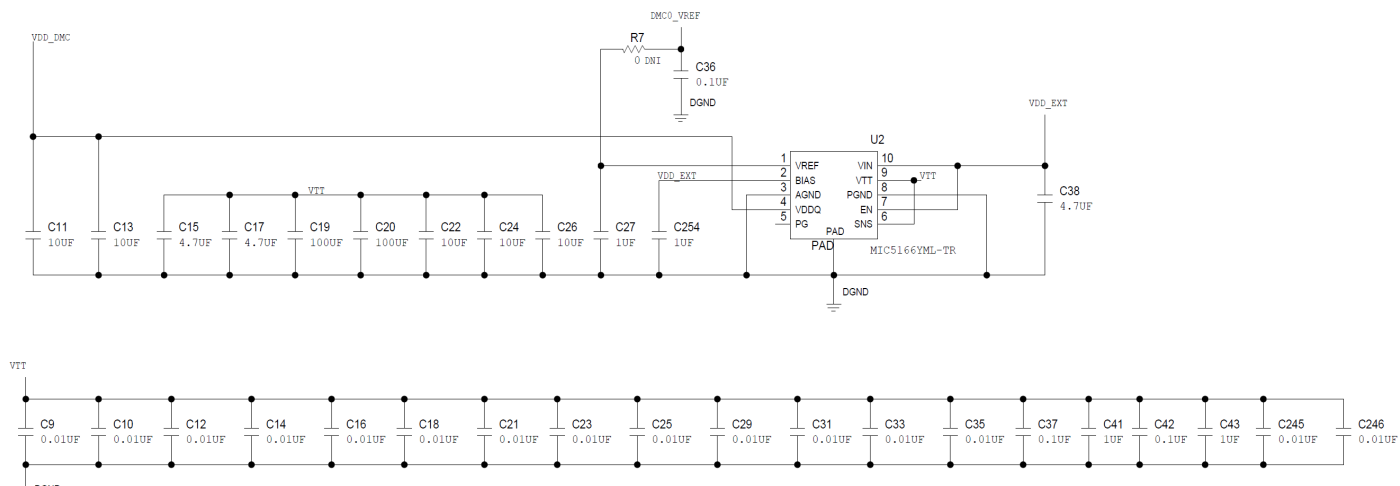 DMC0_VREF
VDD_DMC
R7
0 DNI
C36
0.1UF
DGND
VDD_EXT
U2
1 VREF VIN 10
2 BIAS VTT 9
3 AGND PGND 8
4 VDDQ EN 7
5 PG SNS 6
PAD
PAD
MIC5166YML-TR
VDD_EXT
VTT
C38
4.7UF
VTT
C11 C13 C15 C17 C19 C20 C22 C24 C26 C27 C254
10UF 10UF 4.7UF 4.7UF 100UF 100UF 10UF 10UF 10UF 1UF 1UF
DGND
VTT
C9 C10 C12 C14 C16 C18 C21 C23 C25 C29 C31 C33 C35 C37 C41 C42 C43 C245 C246
0.01UF 0.01UF 0.01UF 0.01UF 0.01UF 0.01UF 0.01UF 0.01UF 0.01UF 0.01UF 0.01UF 0.01UF 0.01UF 0.1UF 1UF 0.1UF 1UF 0.01UF 0.01UF